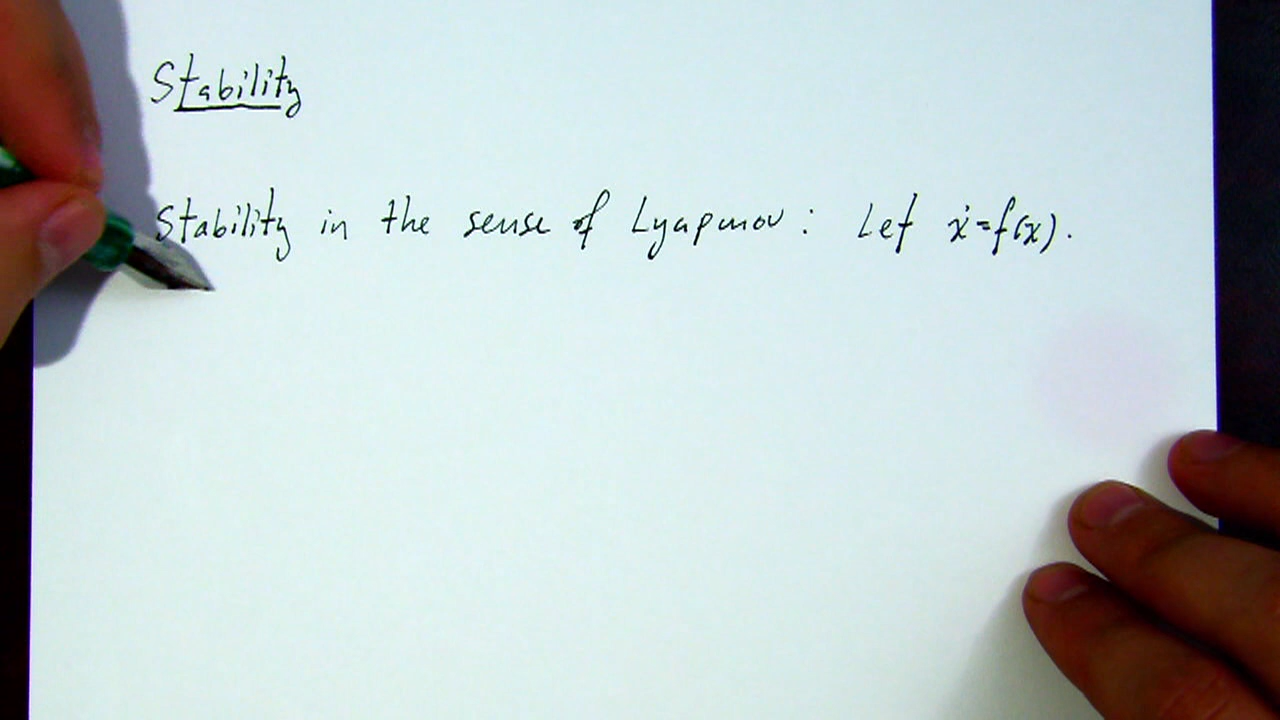 Stability
Stability in the sense of Lyapunov : Let ẋ=f(x).